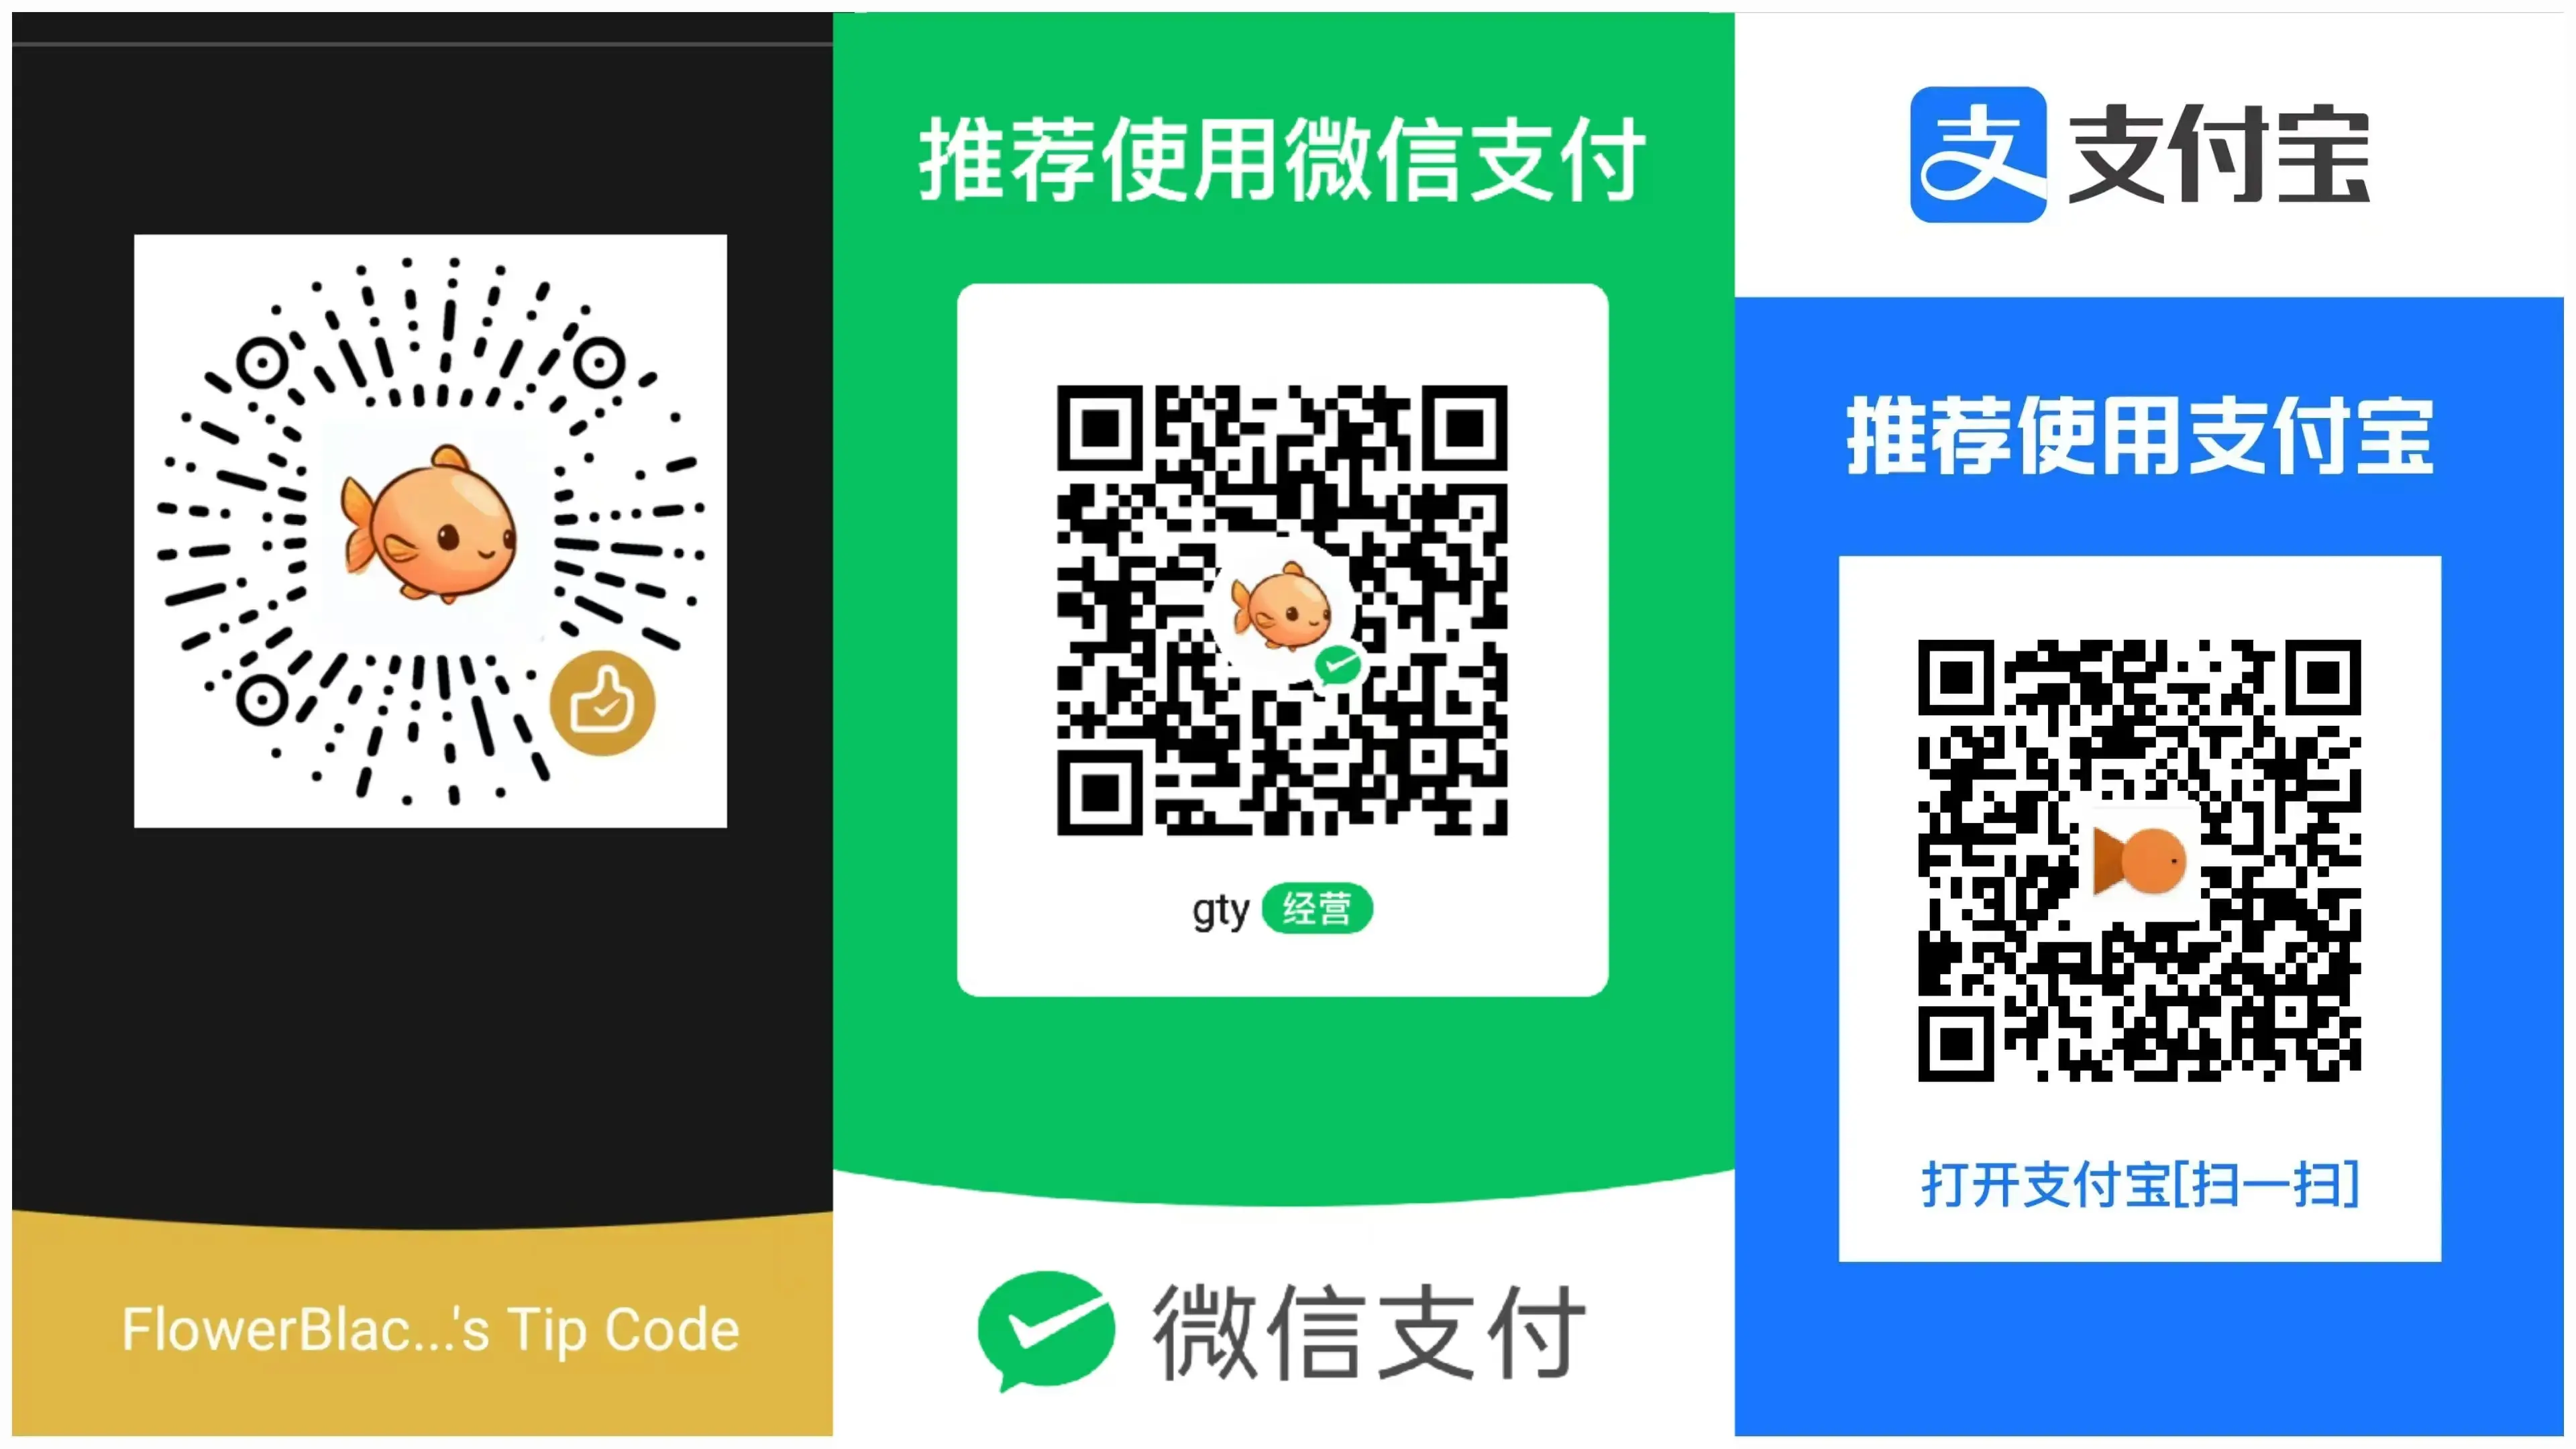 FlowerBlac...'s Tip Code
推荐使用微信支付
gty 经营
微信支付
支 支付宝
推荐使用支付宝
打开支付宝[扫一扫]